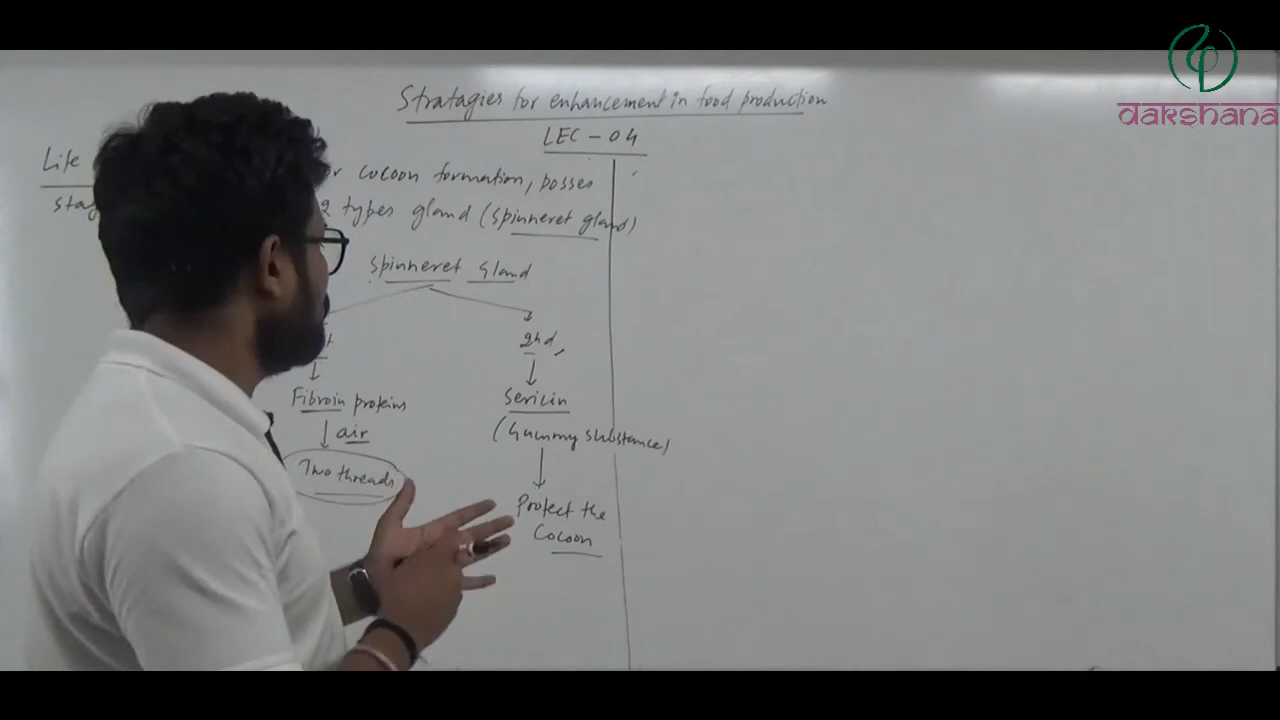 Stratagies for enhancement in food production
LEC - 04
Life
or cocoon formation, posses
stag
2 types gland (spinneret gland)
Spinneret Gland
2nd
Fibroin proteins
Sericin
air
(Gummy substance)
Two threads
Protect the
Cocoon
dakshana